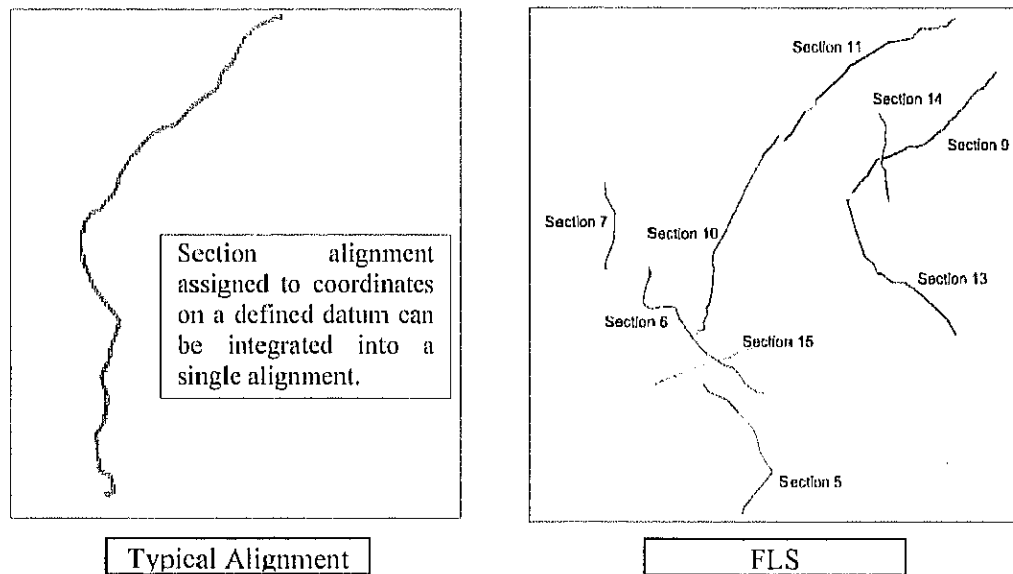 Section alignment
assigned to coordinates
on a defined datum can
be integrated into a
single alignment.
Typical Alignment
Section 11
Section 14
Section 9
Section 7
Section 10
Section 13
Section 6
Section 15
Section 5
FLS